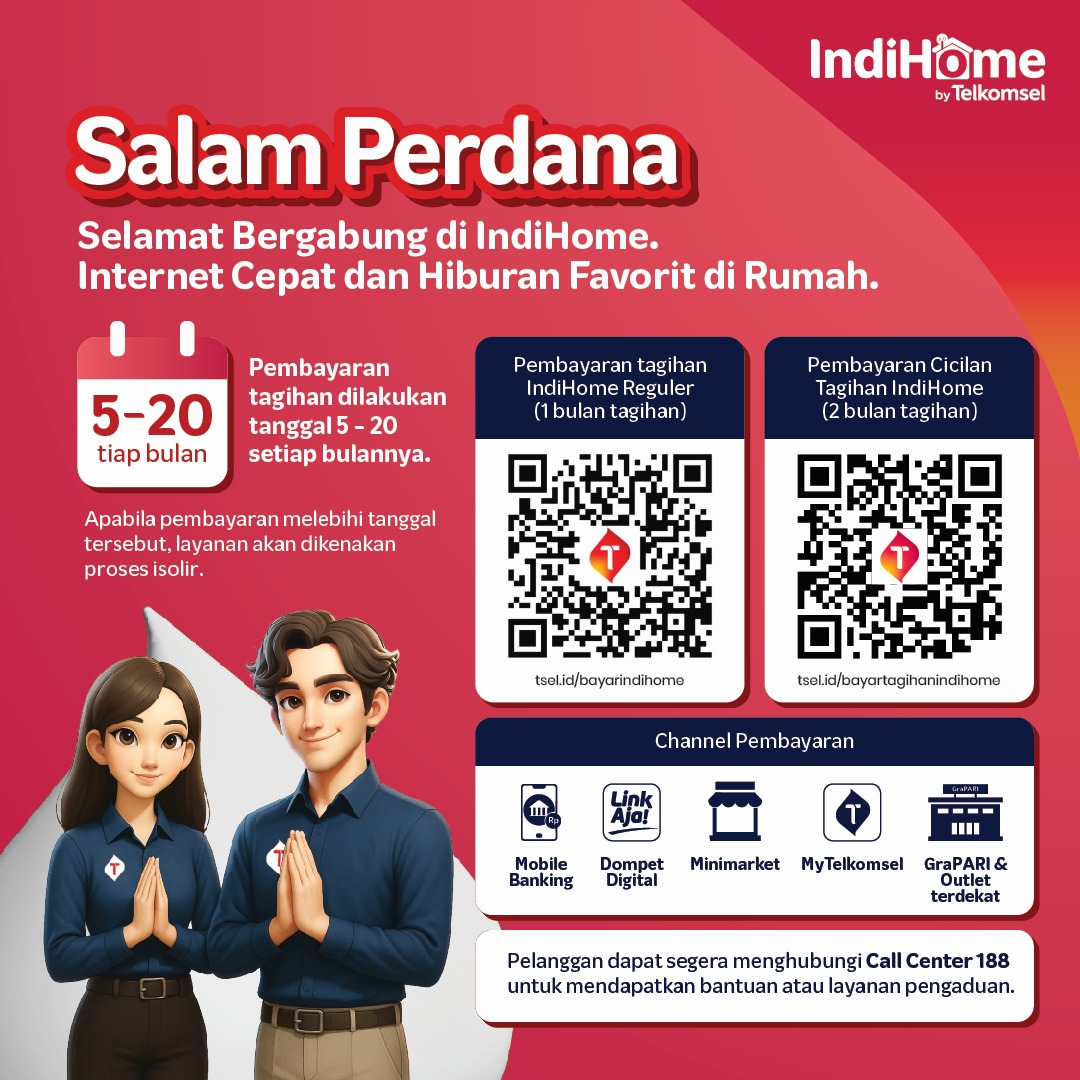 IndiHome
by Telkomsel
Salam Perdana
Selamat Bergabung di IndiHome.
Internet Cepat dan Hiburan Favorit di Rumah.
5-20
tiap bulan
Pembayaran
tagihan dilakukan
tanggal 5 - 20
setiap bulannya.
Apabila pembayaran melebihi tanggal
tersebut, layanan akan dikenakan
proses isolir.
Pembayaran tagihan
IndiHome Reguler
(1 bulan tagihan)
T
tsel.id/bayarindihome
Pembayaran Cicilan
Tagihan IndiHome
(2 bulan tagihan)
T
tsel.id/bayartagihanindihome
Channel Pembayaran
Rp
Mobile
Banking
Link
Aja!
Dompet
Digital
Minimarket
T
MyTelkomsel
GraPARI
GraPARI &
Outlet
terdekat
Pelanggan dapat segera menghubungi Call Center 188
untuk mendapatkan bantuan atau layanan pengaduan.
T
T